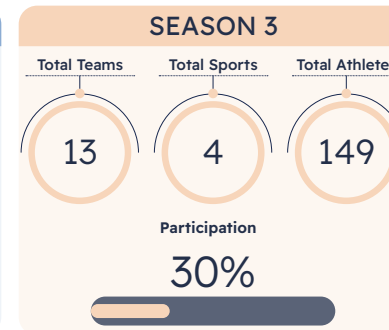 SEASON 3
Total Teams Total Sports Total Athlete
13 4 149
Participation
30%